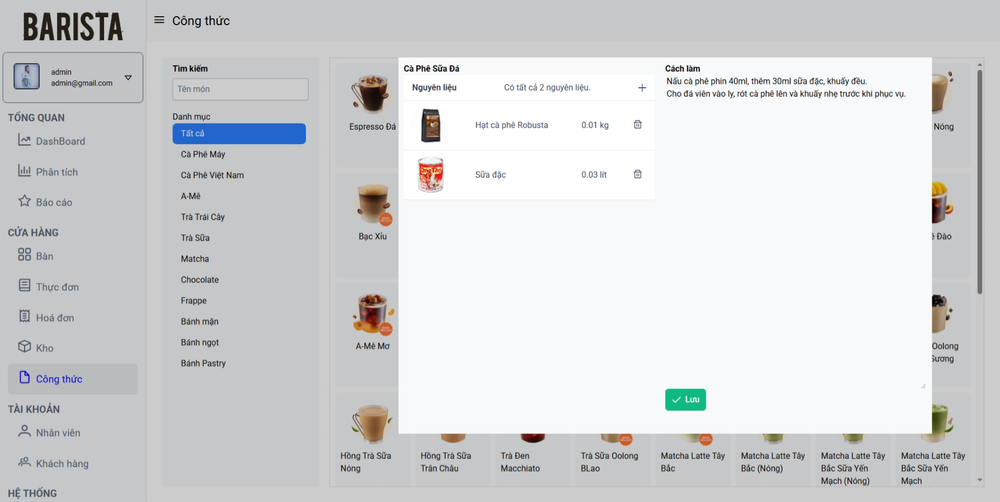 BARISTA
admin
admin@gmail.com
TỔNG QUAN
DashBoard
Phân tích
Báo cáo
CỬA HÀNG
Bàn
Thực đơn
Hoá đơn
Kho
Công thức
TÀI KHOẢN
Nhân viên
Khách hàng
HỆ THỐNG
Công thức
Tìm kiếm
Tên món
Danh mục
Tất cả
Cà Phê Máy
Cà Phê Việt Nam
A-Mê
Trà Trái Cây
Trà Sữa
Matcha
Chocolate
Frappe
Bánh mặn
Bánh ngọt
Bánh Pastry
Espresso Đá
Bạc Xỉu
A-Mê Mơ
Cà Phê Sữa Đá
Nguyên liệu
Có tất cả 2 nguyên liệu.
Hạt cà phê Robusta
0.01 kg
Sữa đặc
0.03 lít
Cách làm
Nấu cà phê phin 40ml, thêm 30ml sữa đặc, khuấy đều.
Cho đá viên vào ly, rót cà phê lên và khuấy nhẹ trước khi phục vụ.
Lưu
Nóng
ê Đào
Oolong
Sương
Hồng Trà Sữa
Nóng
Hồng Trà Sữa
Trân Châu
Trà Đen
Macchiato
Trà Sữa Oolong
BLao
Matcha Latte Tây
Bắc
Matcha Latte Tây
Bắc (Nóng)
Matcha Latte Tây
Bắc Sữa Yến
Mạch (Nóng)
Matcha Latte Tây
Bắc Sữa Yến
Mạch